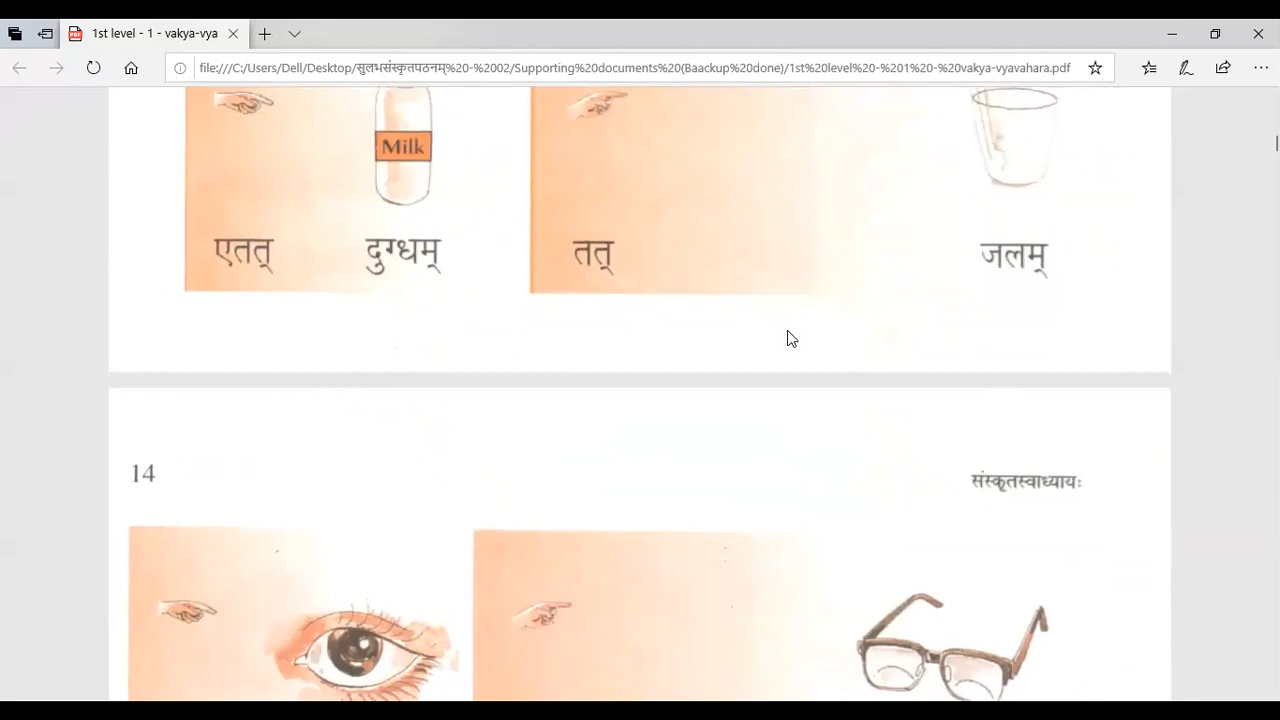 1st level - 1 - vakya-vya
file:///C:/Users/Dell/Desktop/सुलभसंस्कृतपठनम्%20-%2002/Supporting%20documents%20(Baackup%20done)/1st%20level%20-%201%20-%20vakya-vyavahara.pdf
Milk
एतत् दुग्धम् तत् जलम्
14 संस्कृतस्वाध्यायः